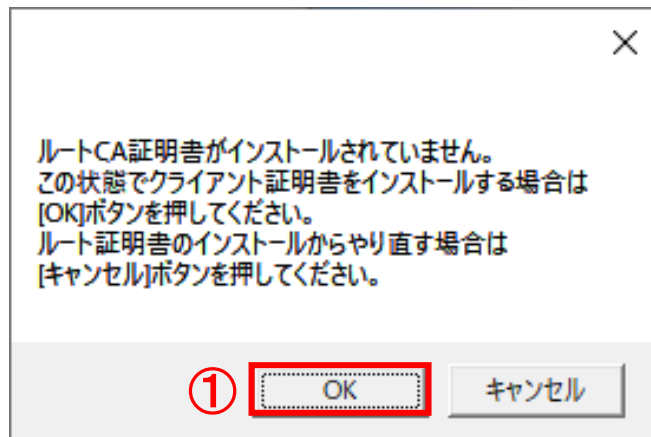 ルートCA証明書がインストールされていません。
この状態でクライアント証明書をインストールする場合は
[OK]ボタンを押してください。
ルート証明書のインストールからやり直す場合は
[キャンセル]ボタンを押してください。
① OK キャンセル